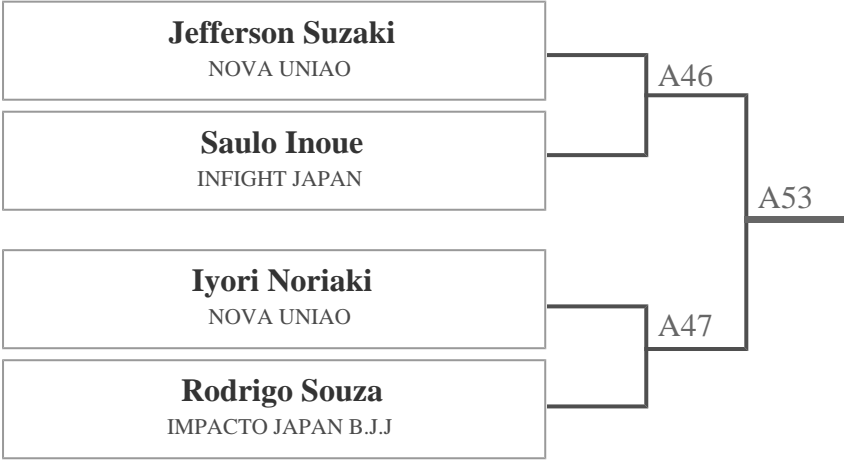 Jefferson Suzaki
NOVA UNIAO
A46
Saulo Inoue
INFIGHT JAPAN
A53
Iyori Noriaki
NOVA UNIAO
A47
Rodrigo Souza
IMPACTO JAPAN B.J.J